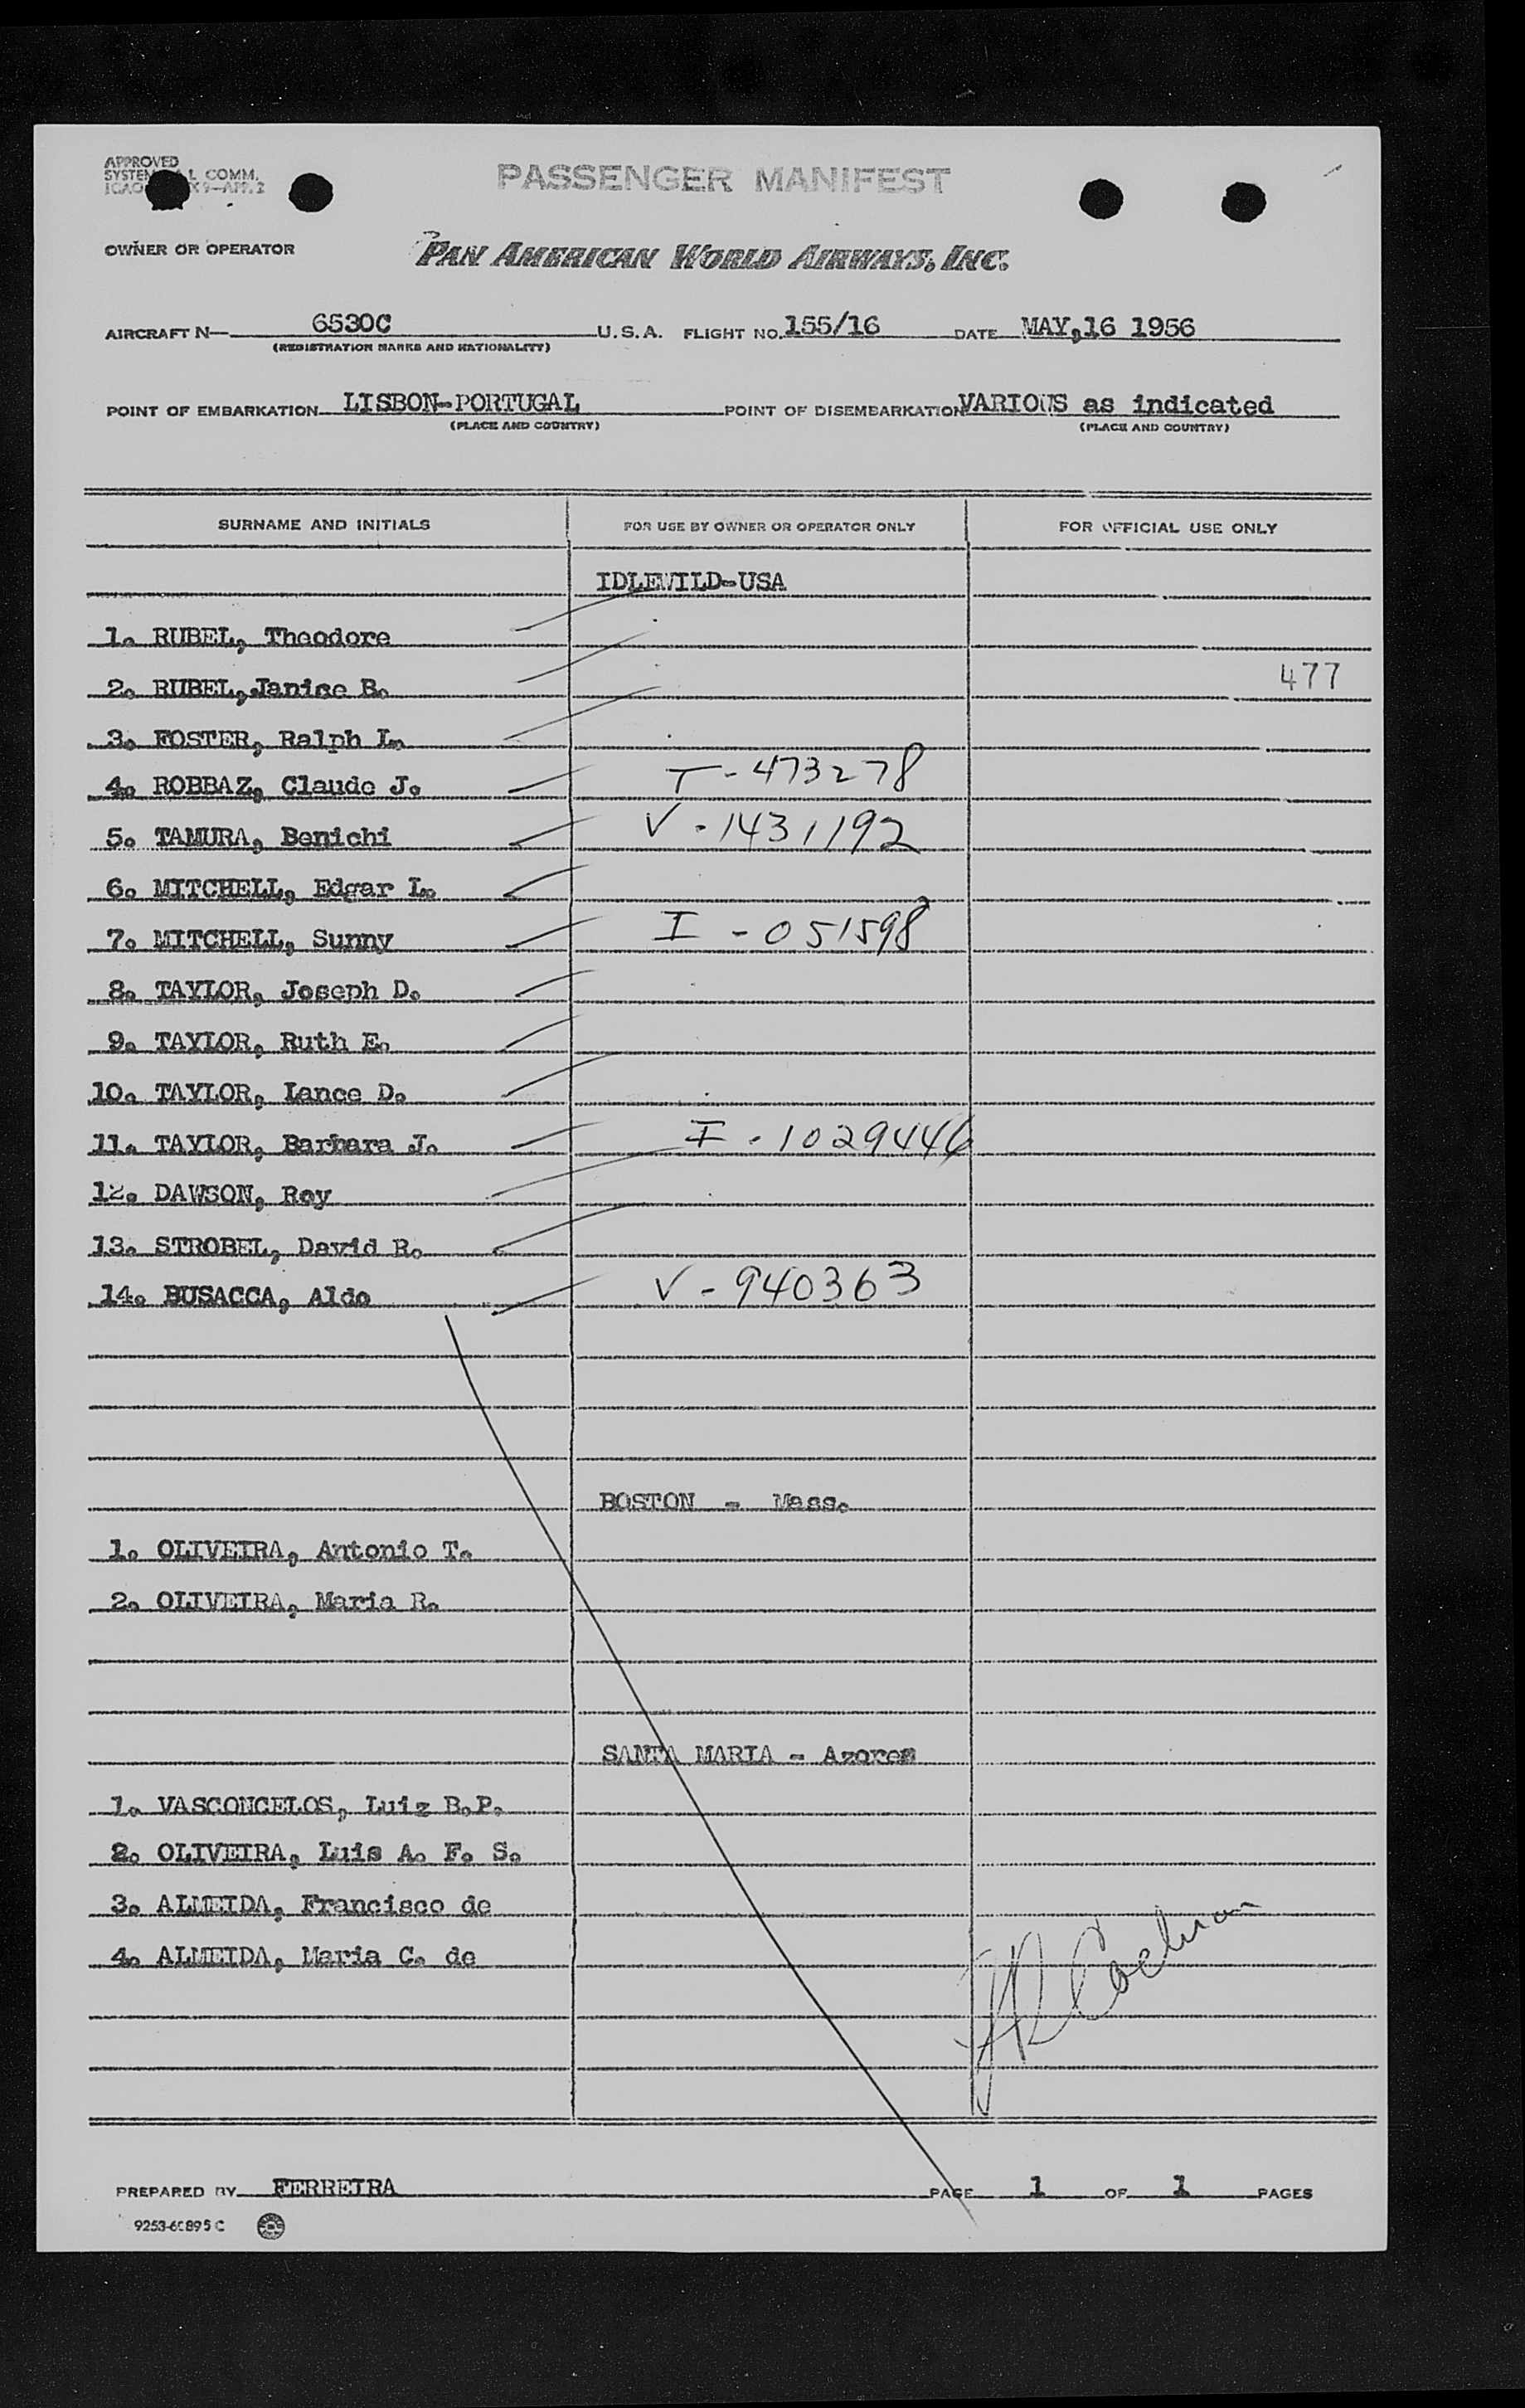 APPROVED
SYSTEM L COMM.
ICAO X 9—APP. 2
PASSENGER MANIFEST
OWNER OR OPERATOR PAN AMERICAN WORLD AIRWAYS, INC.
AIRCRAFT N— 6530C U.S.A. FLIGHT NO. 155/16 DATE MAY,16 1956
(REGISTRATION MARKS AND NATIONALITY)
POINT OF EMBARKATION LISBON-PORTUGAL POINT OF DISEMBARKATION VARIOUS as indicated
(PLACE AND COUNTRY) (PLACE AND COUNTRY)
SURNAME AND INITIALS FOR USE BY OWNER OR OPERATOR ONLY FOR OFFICIAL USE ONLY
IDLEWILD-USA
1. RUBEL, Theodore
2. RUBEL, Janice B. 477
3. FOSTER, Ralph L.
4. ROBBAZ, Claude J. T - 473278
5. TAMURA, Benichi V - 1431192
6. MITCHELL, Edgar L.
7. MITCHELL, Sunny I - 051598
8. TAYLOR, Joseph D.
9. TAYLOR, Ruth E.
10. TAYLOR, Lance D.
11. TAYLOR, Barbara J. I - 1029446
12. DAWSON, Roy
13. STROBEL, David R.
14. BUSACCA, Aldo V - 940363
BOSTON - Mass.
1. OLIVEIRA, Antonio T.
2. OLIVEIRA, Maria R.
SANTA MARIA - Azores
1. VASCONCELOS, Luiz B.P.
2. OLIVEIRA, Luis A. F. S.
3. ALMEIDA, Francisco de
4. ALMEIDA, Maria C. de
Cochran
PREPARED BY FERREIRA PAGE 1 OF 1 PAGES